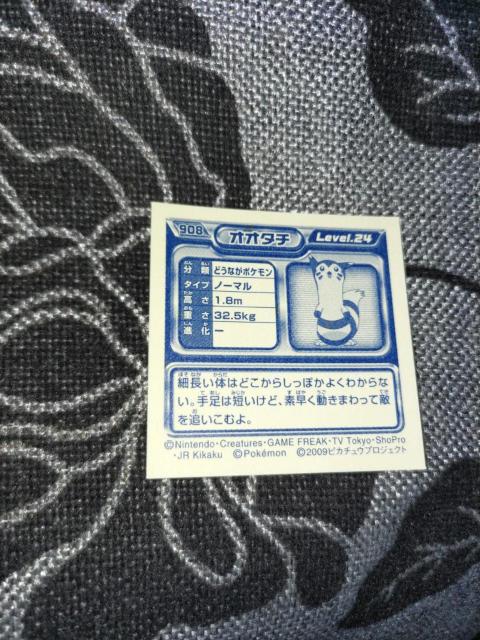 908 オオタチ Level.24
分類 どうながポケモン
タイプ ノーマル
高さ 1.8m
重さ 32.5kg
進化 ー
細長い体はどこからしっぽかよくわからな
い。手足は短いけど、素早く動きまわって敵
を追いこむよ。
©Nintendo・Creatures・GAME FREAK・TV Tokyo・ShoPro
・JR Kikaku ©Pokémon ©2009ピカチュウプロジェクト